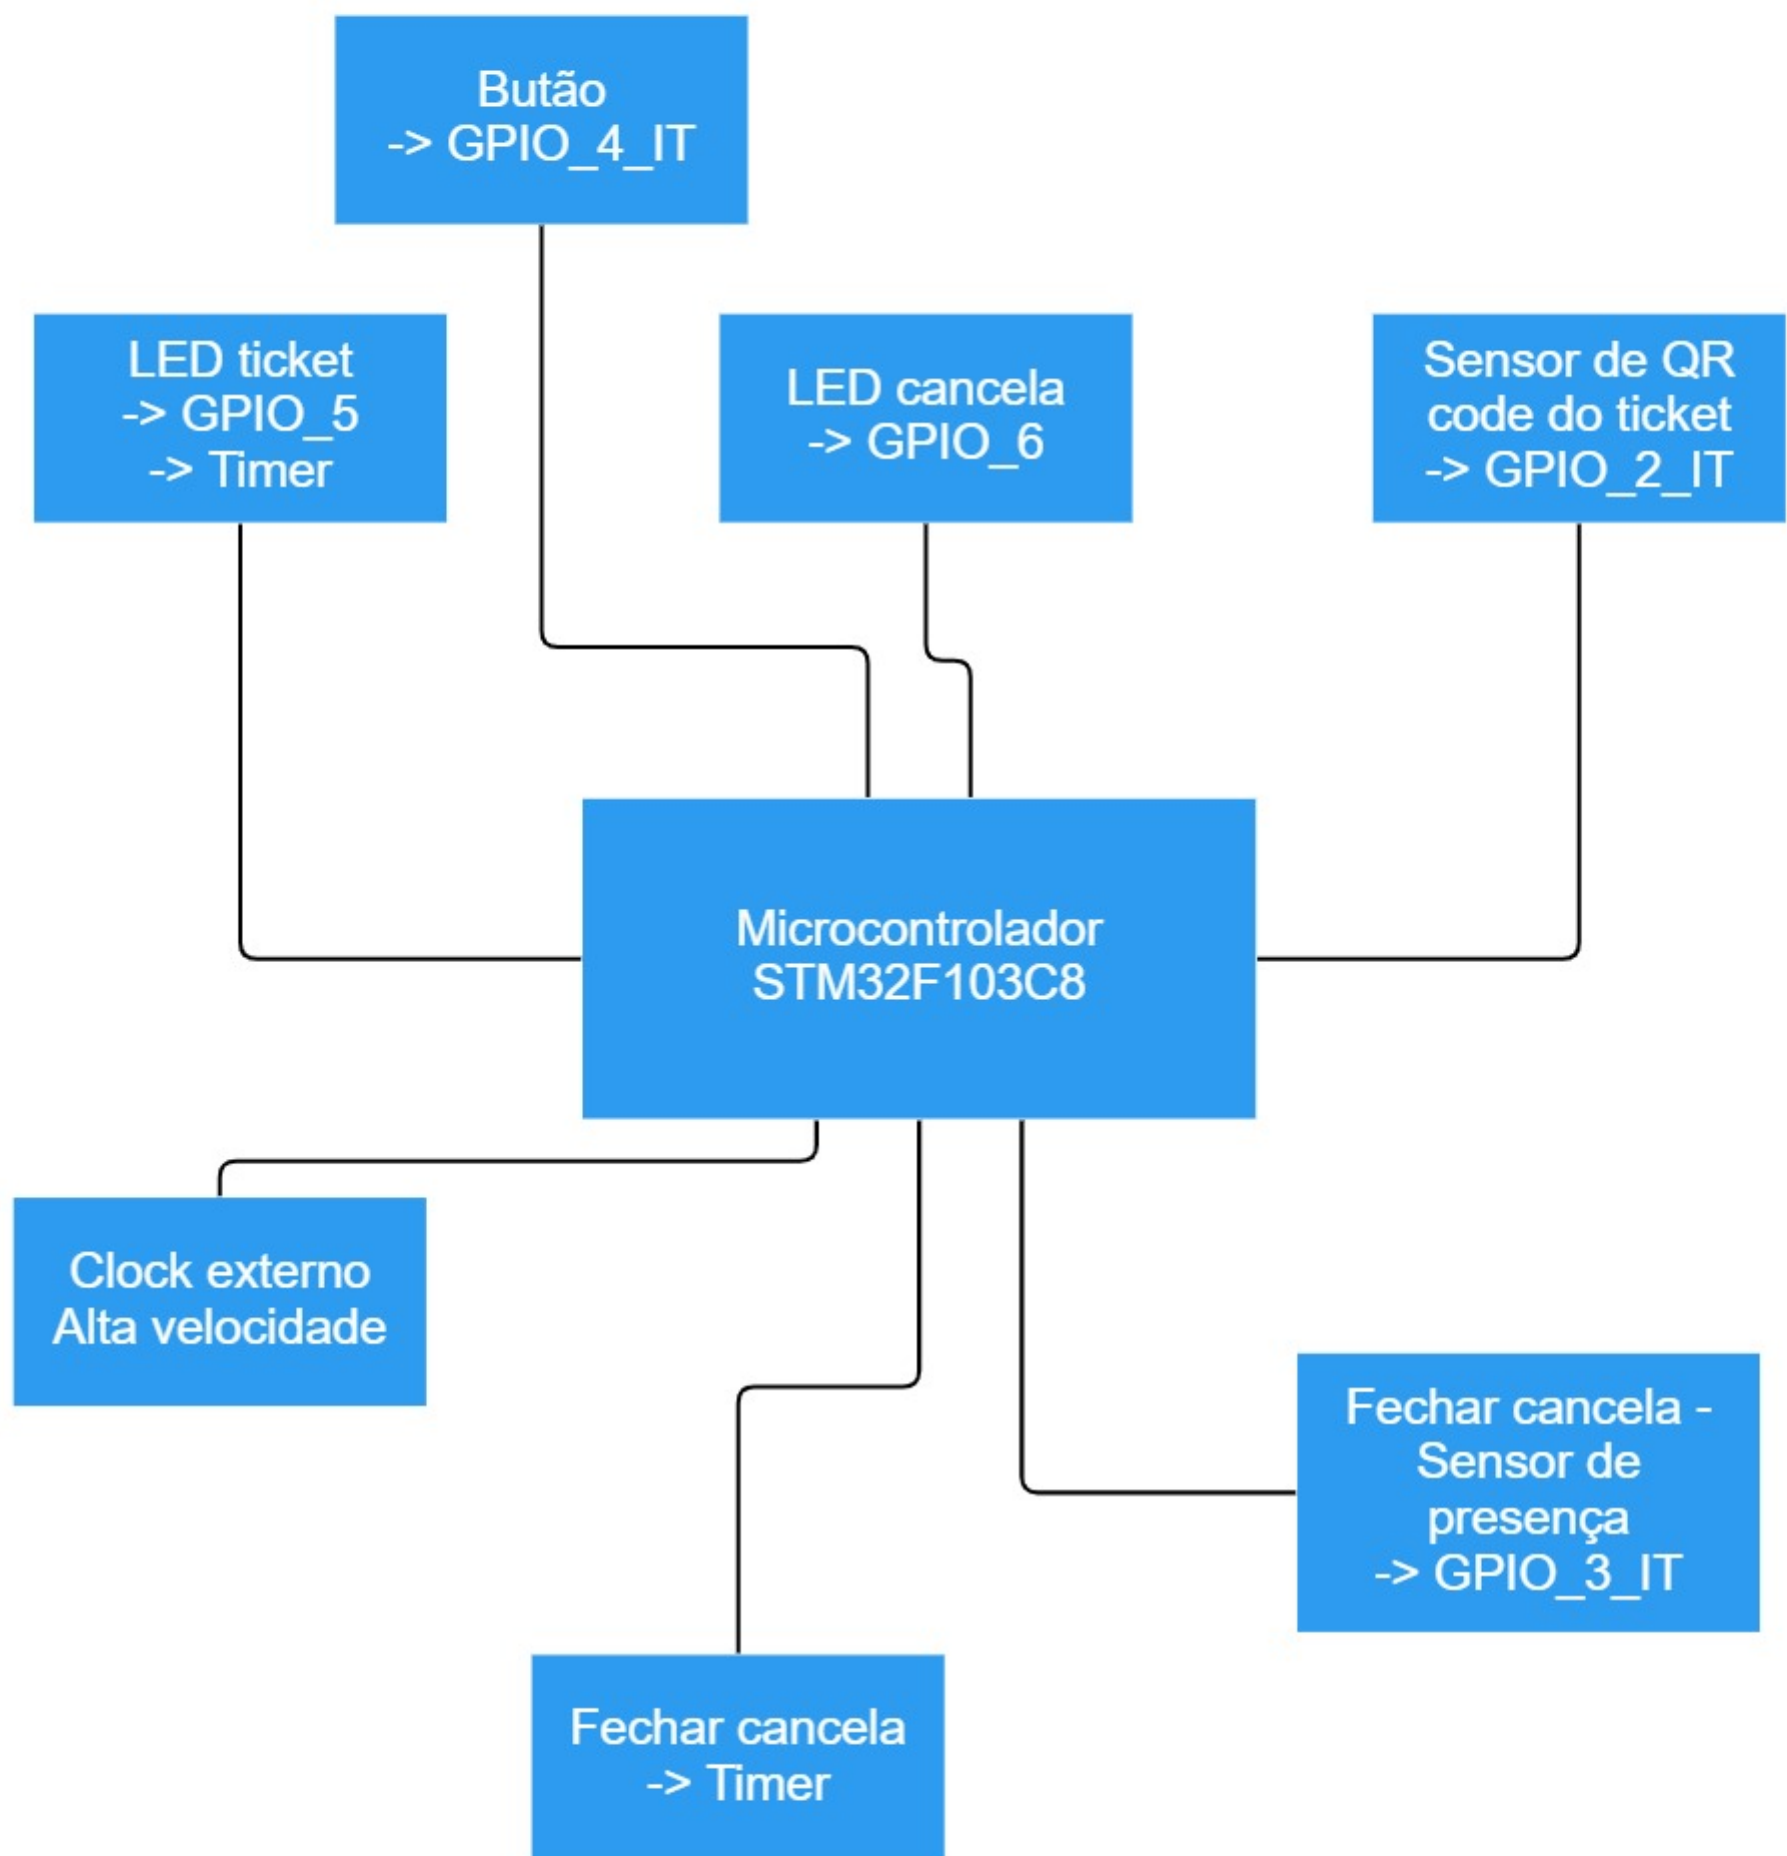 Butão
-> GPIO_4_IT
LED ticket
-> GPIO_5
-> Timer
LED cancela
-> GPIO_6
Sensor de QR
code do ticket
-> GPIO_2_IT
Microcontrolador
STM32F103C8
Clock externo
Alta velocidade
Fechar cancela -
Sensor de
presença
-> GPIO_3_IT
Fechar cancela
-> Timer